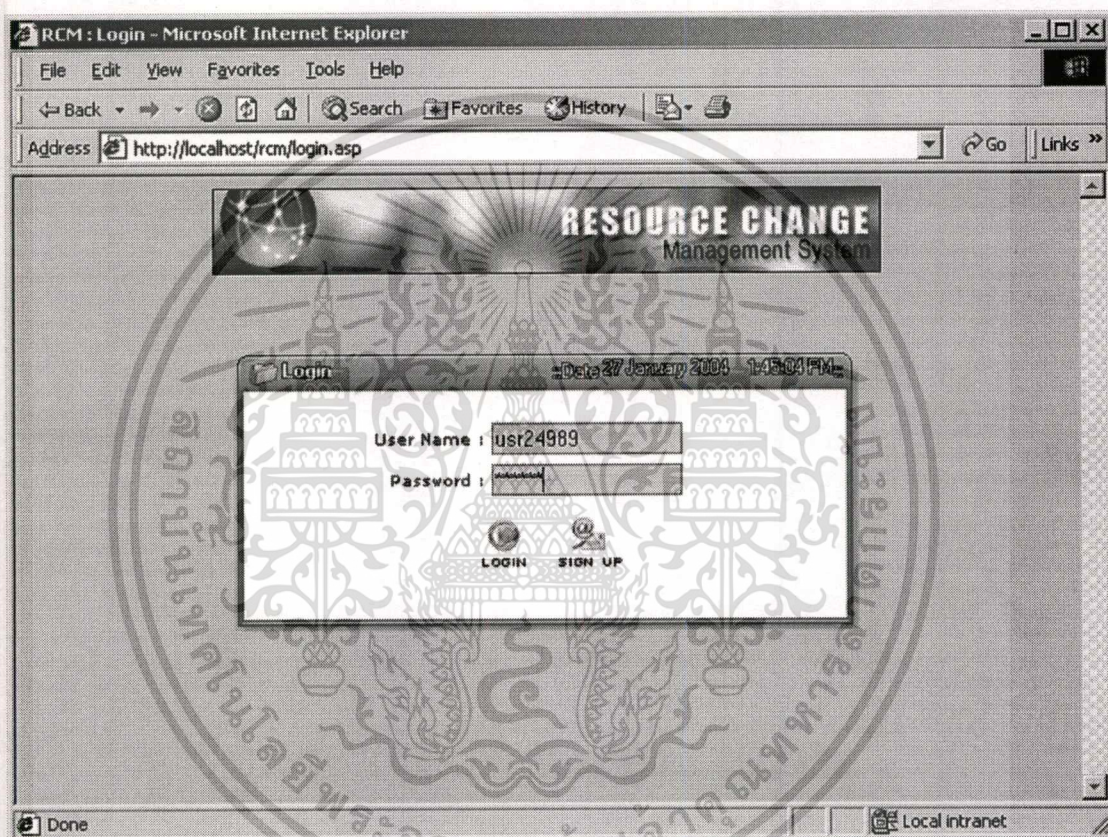 RCM : Login - Microsoft Internet Explorer
File Edit View Favorites Tools Help
Back Search Favorites History
Address http://localhost/rcm/login.asp Go Links »
RESOURCE CHANGE
Management System
Login ::Date 27 January 2004 1:45:04 PM::
User Name : usr24989
Password : ********
LOGIN SIGN UP
Done Local intranet